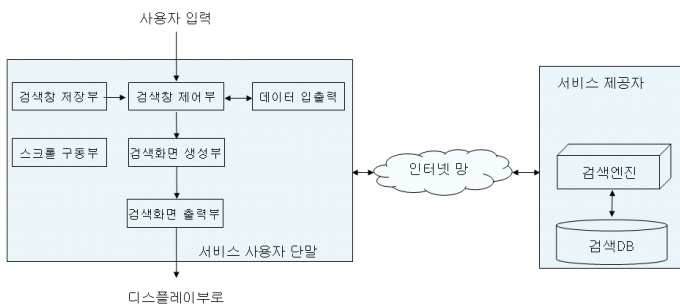 사용자 입력
검색창 저장부
검색창 제어부
데이터 입출력
스크롤 구동부
검색화면 생성부
검색화면 출력부
서비스 사용자 단말
디스플레이부로
인터넷 망
서비스 제공자
검색엔진
검색DB